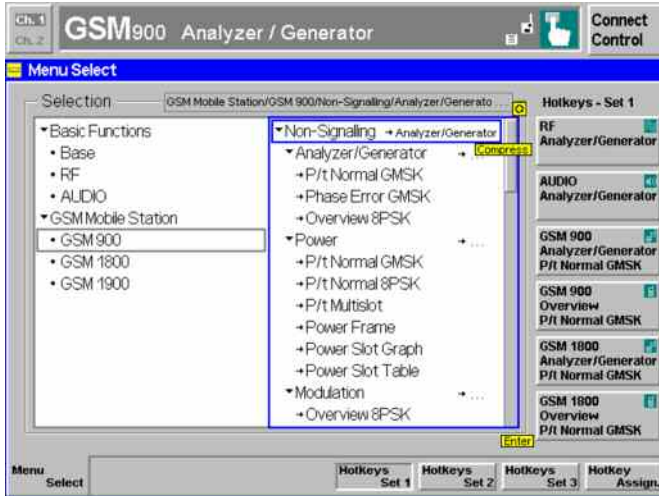 Ch. 1
Ch. 2
GSM900 Analyzer / Generator
Connect
Control
Menu Select
Selection
GSM Mobile Station/GSM 900/Non-Signaling/Analyzer/Generato
Basic Functions
Base
RF
AUDIO
GSM Mobile Station
GSM 900
GSM 1800
GSM 1900
Non-Signaling Analyzer/Generator
Compress
Analyzer/Generator ...
P/t Normal GMSK
Phase Error GMSK
Overview 8PSK
Power ...
P/t Normal GMSK
P/t Normal 8PSK
P/t Multislot
Power Frame
Power Slot Graph
Power Slot Table
Modulation ...
Overview 8PSK
Enter
Hotkeys - Set 1
RF
Analyzer/Generator
AUDIO
Analyzer/Generator
GSM 900
Analyzer/Generator
P/t Normal GMSK
GSM 900
Overview
P/t Normal GMSK
GSM 1800
Analyzer/Generator
P/t Normal GMSK
GSM 1800
Overview
P/t Normal GMSK
Menu
Select
Hotkeys
Set 1
Hotkeys
Set 2
Hotkeys
Set 3
Hotkey
Assign.